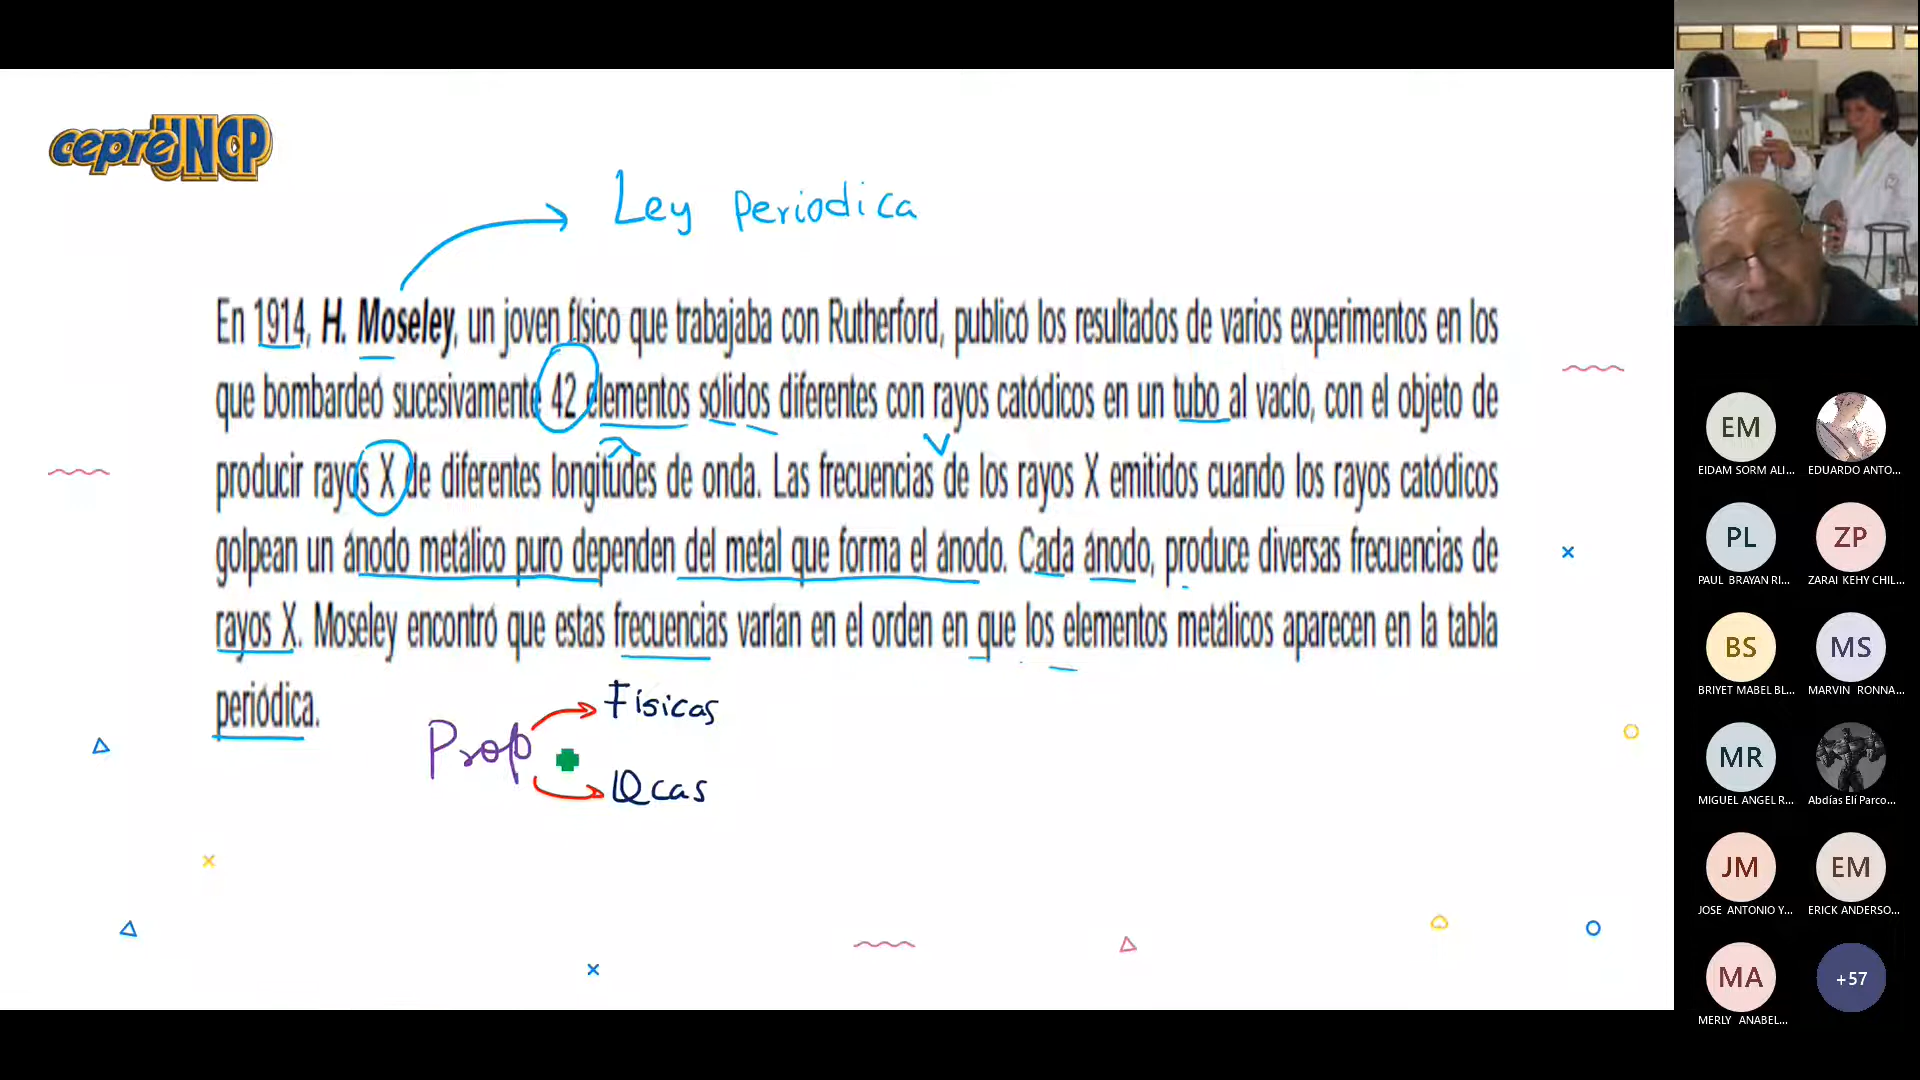 cepreUNCP
Ley periodica
En 1914, H. Moseley, un joven físico que trabajaba con Rutherford, publicó los resultados de varios experimentos en los
que bombardeó sucesivamente 42 elementos sólidos diferentes con rayos catódicos en un tubo al vacío, con el objeto de
producir rayos X de diferentes longitudes de onda. Las frecuencias de los rayos X emitidos cuando los rayos catódicos
golpean un ánodo metálico puro dependen del metal que forma el ánodo. Cada ánodo, produce diversas frecuencias de
rayos X. Moseley encontró que estas frecuencias varían en el orden en que los elementos metálicos aparecen en la tabla
periódica.
Físicas
Prop
Qcas
EM
EIDAM SORM ALI...
EDUARDO ANTO...
PL
ZP
PAUL BRAYAN RI...
ZARAI KEHY CHIL...
BS
MS
BRIYET MABEL BL...
MARVIN RONNA...
MR
MIGUEL ANGEL R...
Abdías Elí Parco...
JM
EM
JOSE ANTONIO Y...
ERICK ANDERSO...
MA
+57
MERLY ANABEL...